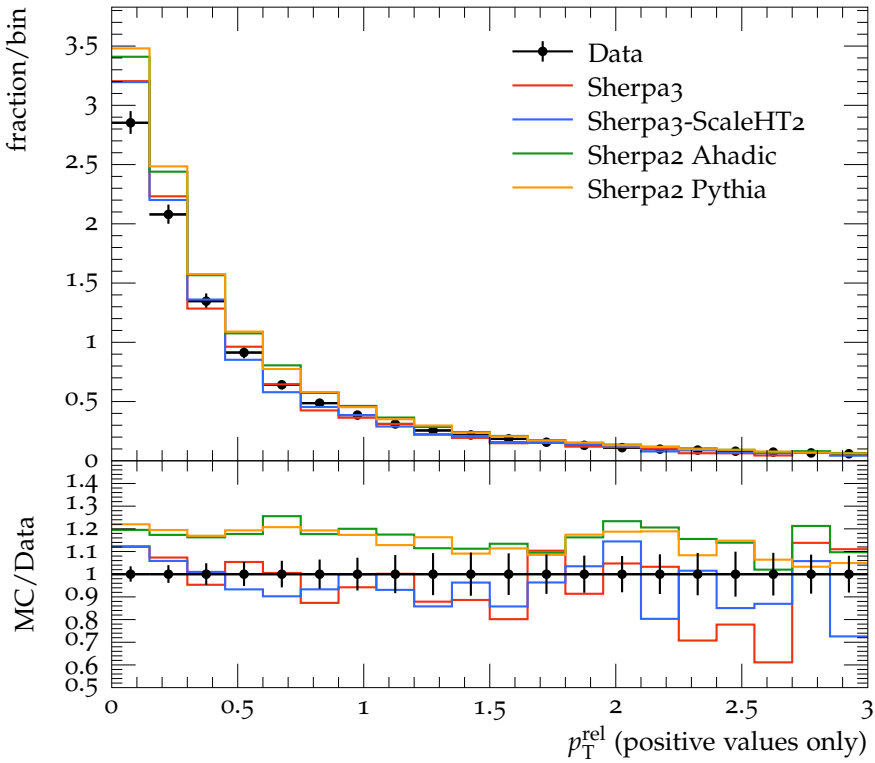 fraction/bin
3.5
3
2.5
2
1.5
1
0.5
0
Data
Sherpa3
Sherpa3-ScaleHT2
Sherpa2 Ahadic
Sherpa2 Pythia
MC/Data
1.4
1.3
1.2
1.1
1
0.9
0.8
0.7
0.6
0.5
0 0.5 1 1.5 2 2.5 3
p_T^rel (positive values only)